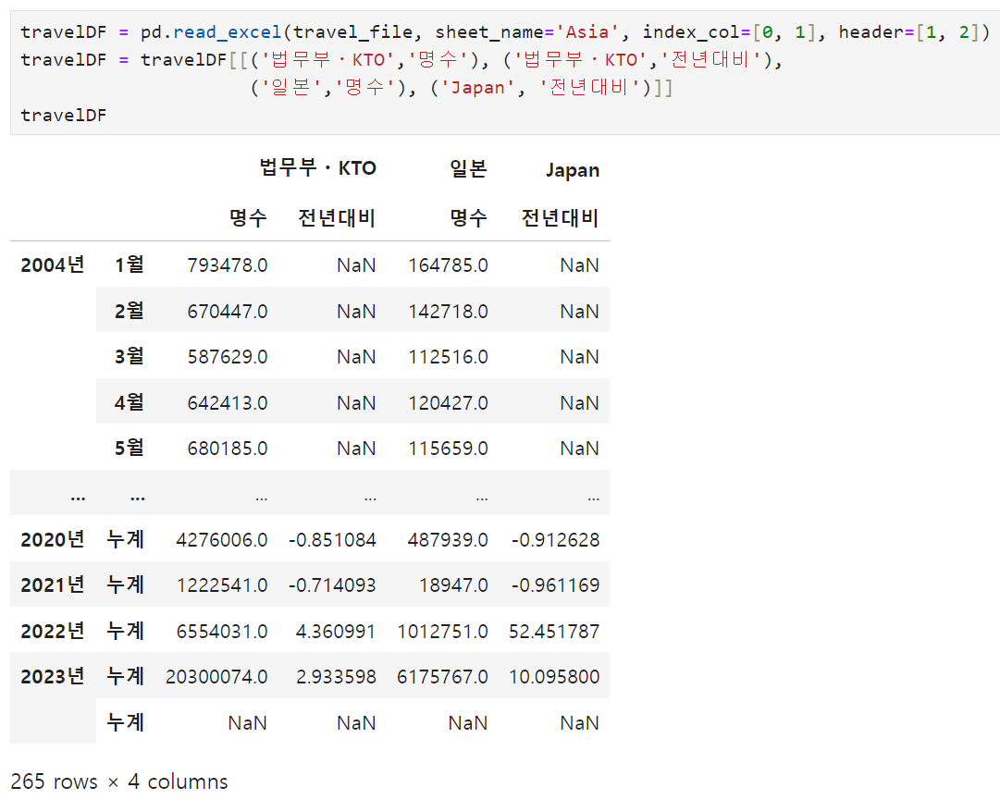 travelDF = pd.read_excel(travel_file, sheet_name='Asia', index_col=[0, 1], header=[1, 2])
travelDF = travelDF[[('법무부·KTO','명수'), ('법무부·KTO','전년대비'),
('일본','명수'), ('Japan', '전년대비')]]
travelDF
법무부·KTO 일본 Japan
명수 전년대비 명수 전년대비
2004년 1월 793478.0 NaN 164785.0 NaN
2월 670447.0 NaN 142718.0 NaN
3월 587629.0 NaN 112516.0 NaN
4월 642413.0 NaN 120427.0 NaN
5월 680185.0 NaN 115659.0 NaN
... ... ... ... ... ...
2020년 누계 4276006.0 -0.851084 487939.0 -0.912628
2021년 누계 1222541.0 -0.714093 18947.0 -0.961169
2022년 누계 6554031.0 4.360991 1012751.0 52.451787
2023년 누계 20300074.0 2.933598 6175767.0 10.095800
누계 NaN NaN NaN NaN
265 rows × 4 columns